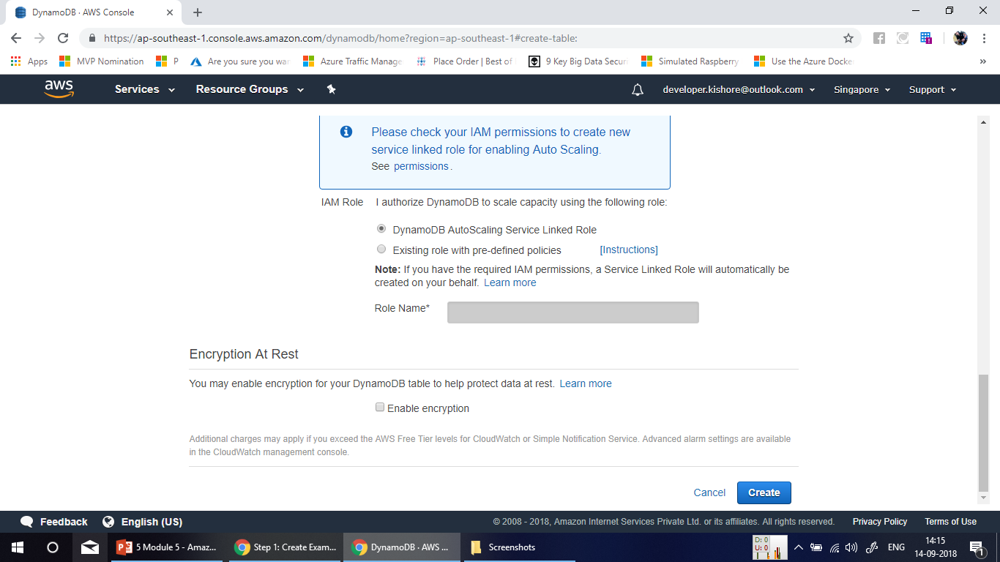 DynamoDB · AWS Console
https://ap-southeast-1.console.aws.amazon.com/dynamodb/home?region=ap-southeast-1#create-table:
Apps MVP Nomination P Are you sure you wan Azure Traffic Manage Place Order | Best of 9 Key Big Data Securi Simulated Raspberry Use the Azure Docke »
aws Services Resource Groups developer.kishore@outlook.com Singapore Support
Please check your IAM permissions to create new
service linked role for enabling Auto Scaling.
See permissions.
IAM Role I authorize DynamoDB to scale capacity using the following role:
DynamoDB AutoScaling Service Linked Role
Existing role with pre-defined policies [Instructions]
Note: If you have the required IAM permissions, a Service Linked Role will automatically be
created on your behalf. Learn more
Role Name*
Encryption At Rest
You may enable encryption for your DynamoDB table to help protect data at rest. Learn more
Enable encryption
Additional charges may apply if you exceed the AWS Free Tier levels for CloudWatch or Simple Notification Service. Advanced alarm settings are available
in the CloudWatch management console.
Cancel Create
Feedback English (US) © 2008 - 2018, Amazon Internet Services Private Ltd. or its affiliates. All rights reserved. Privacy Policy Terms of Use
5 Module 5 - Amaz... Step 1: Create Exam... DynamoDB · AWS ... Screenshots
D: 0
U: 0
ENG
14:15
14-09-2018
1